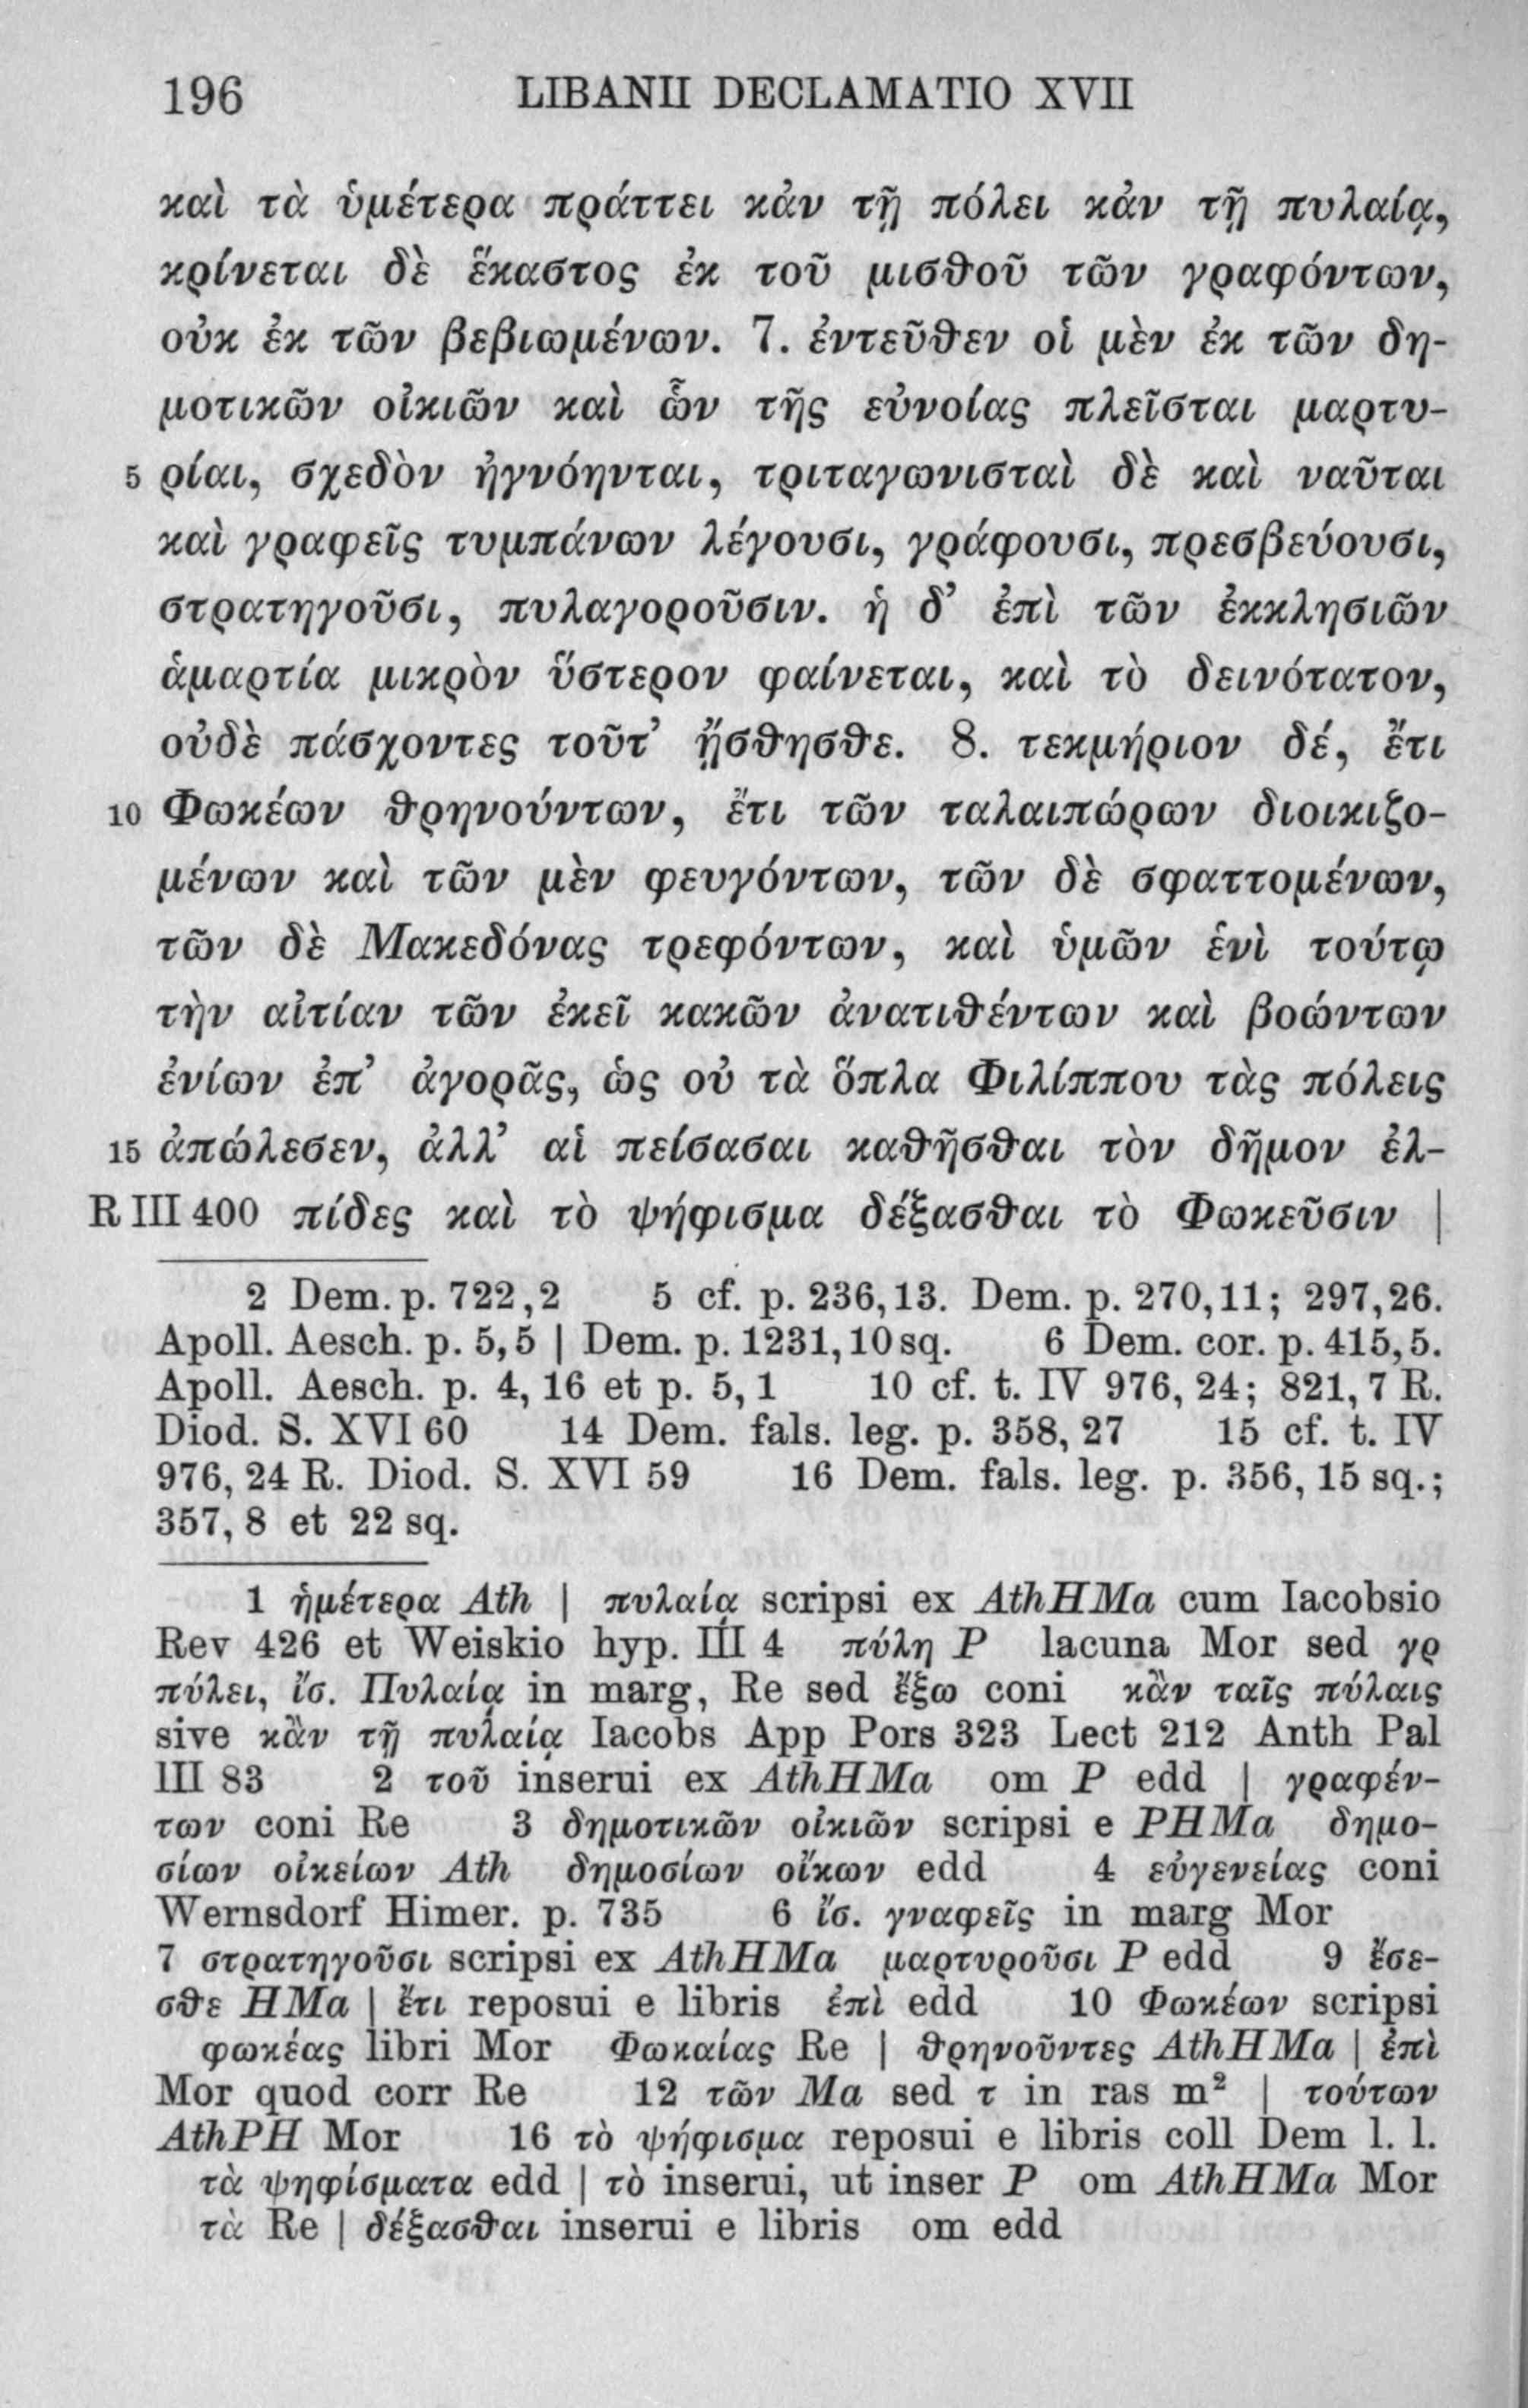 196 LIBANII DECLAMATIO XVII
καὶ τὰ ὑμέτερα πράττει κἀν τῇ πόλει κἀν τῇ πυλαίᾳ,
κρίνεται δὲ ἕκαστος ἐκ τοῦ μισθοῦ τῶν γραφόντων,
οὐκ ἐκ τῶν βεβιωμένων. 7. ἐντεῦθεν οἱ μὲν ἐκ τῶν δη-
μοτικῶν οἰκιῶν καὶ ὧν τῆς εὐνοίας πλεῖσται μαρτυ-
5 ρίαι, σχεδὸν ἠγνόηνται, τριταγωνισταὶ δὲ καὶ ναῦται
καὶ γραφεῖς τυμπάνων λέγουσι, γράφουσι, πρεσβεύουσι,
στρατηγοῦσι, πυλαγοροῦσιν. ἡ δ’ ἐπὶ τῶν ἐκκλησιῶν
ἁμαρτία μικρὸν ὕστερον φαίνεται, καὶ τὸ δεινότατον,
οὐδὲ πάσχοντες τοῦτ’ ᾔσθησθε. 8. τεκμήριον δέ, ἔτι
10 Φωκέων θρηνούντων, ἔτι τῶν ταλαιπώρων διοικιζο-
μένων καὶ τῶν μὲν φευγόντων, τῶν δὲ σφαττομένων,
τῶν δὲ Μακεδόνας τρεφόντων, καὶ ὑμῶν ἑνὶ τούτῳ
τὴν αἰτίαν τῶν ἐκεῖ κακῶν ἀνατιθέντων καὶ βοώντων
ἐνίων ἐπ’ ἀγορᾶς, ὡς οὐ τὰ ὅπλα Φιλίππου τὰς πόλεις
15 ἀπώλεσεν, ἀλλ’ αἱ πείσασαι καθῆσθαι τὸν δῆμον ἐλ-
R III 400 πίδες καὶ τὸ ψήφισμα δέξασθαι τὸ Φωκεῦσιν |
2 Dem. p. 722,2 5 cf. p. 236,13. Dem. p. 270,11; 297,26.
Apoll. Aesch. p. 5,5 | Dem. p. 1231,10 sq. 6 Dem. cor. p. 415,5.
Apoll. Aesch. p. 4,16 et p. 5,1 10 cf. t. IV 976,24; 821,7 R.
Diod. S. XVI 60 14 Dem. fals. leg. p. 358,27 15 cf. t. IV
976,24 R. Diod. S. XVI 59 16 Dem. fals. leg. p. 356,15 sq.;
357,8 et 22 sq.
1 ἡμέτερα Ath | πυλαίᾳ scripsi ex AthHMa cum Iacobsio
Rev 426 et Weiskio hyp. III 4 πύλη P lacuna Mor sed γρ
πύλει, ἴσ. Πυλαίᾳ in marg, Re sed ἔξω coni κἂν ταῖς πύλαις
sive κἂν τῇ πυλαίᾳ Iacobs App Pors 323 Lect 212 Anth Pal
III 83 2 τοῦ inserui ex AthHMa om P edd | γραφέν-
των coni Re 3 δημοτικῶν οἰκιῶν scripsi e PHMa δημο-
σίων οἰκείων Ath δημοσίων οἴκων edd 4 εὐγενείας coni
Wernsdorf Himer. p. 735 6 ἴσ. γναφεῖς in marg Mor
7 στρατηγοῦσι scripsi ex AthHMa μαρτυροῦσι P edd 9 ἔσε-
σθε HMa | ἔτι reposui e libris ἐπὶ edd 10 Φωκέων scripsi
φωκέας libri Mor Φωκαίας Re | θρηνοῦντες AthHMa | ἐπὶ
Mor quod corr Re 12 τῶν Ma sed τ in ras m² | τούτων
AthPH Mor 16 τὸ ψήφισμα reposui e libris coll Dem l. l.
τὰ ψηφίσματα edd | τὸ inserui, ut inser P om AthHMa Mor
τὰ Re | δέξασθαι inserui e libris om edd